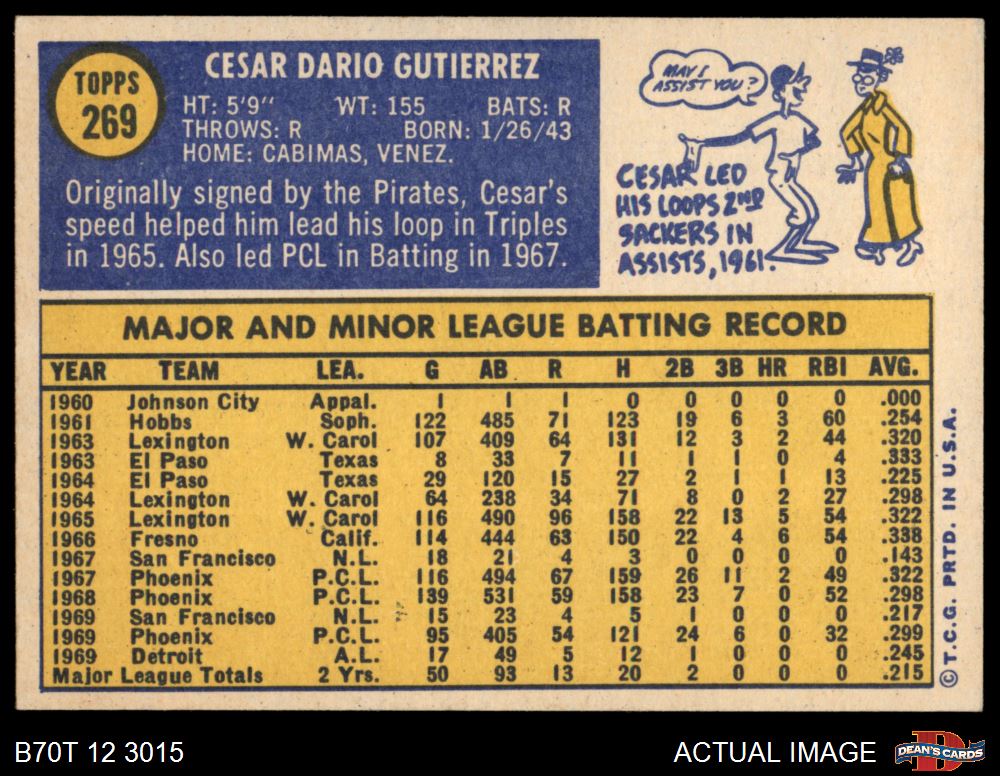 TOPPS
269
CESAR DARIO GUTIERREZ
HT: 5'9" WT: 155 BATS: R
THROWS: R BORN: 1/26/43
HOME: CABIMAS, VENEZ.
Originally signed by the Pirates, Cesar's
speed helped him lead his loop in Triples
in 1965. Also led PCL in Batting in 1967.
MAY I
ASSIST YOU?
CESAR LED
HIS LOOPS 2ND
SACKERS IN
ASSISTS, 1961.
MAJOR AND MINOR LEAGUE BATTING RECORD
YEAR TEAM LEA. G AB R H 2B 3B HR RBI AVG.
1960 Johnson City Appal. 1 1 1 0 0 0 0 0 .000
1961 Hobbs Soph. 122 485 71 123 19 6 3 60 .254
1963 Lexington W. Carol 107 409 64 131 12 3 2 44 .320
1963 El Paso Texas 8 33 7 11 1 1 0 4 .333
1964 El Paso Texas 29 120 15 27 2 1 1 13 .225
1964 Lexington W. Carol 64 238 34 71 8 0 2 27 .298
1965 Lexington W. Carol 116 490 96 158 22 13 5 54 .322
1966 Fresno Calif. 114 444 63 150 22 4 6 54 .338
1967 San Francisco N.L. 18 21 4 3 0 0 0 0 .143
1967 Phoenix P.C.L. 116 494 67 159 26 11 2 49 .322
1968 Phoenix P.C.L. 139 531 59 158 23 7 0 52 .298
1969 San Francisco N.L. 15 23 4 5 1 0 0 0 .217
1969 Phoenix P.C.L. 95 405 54 121 24 6 0 32 .299
1969 Detroit A.L. 17 49 5 12 1 0 0 0 .245
Major League Totals 2 Yrs. 50 93 13 20 2 0 0 0 .215
© T.C.G. PRTD. IN U.S.A.
B70T 12 3015
ACTUAL IMAGE
DEAN'S CARDS